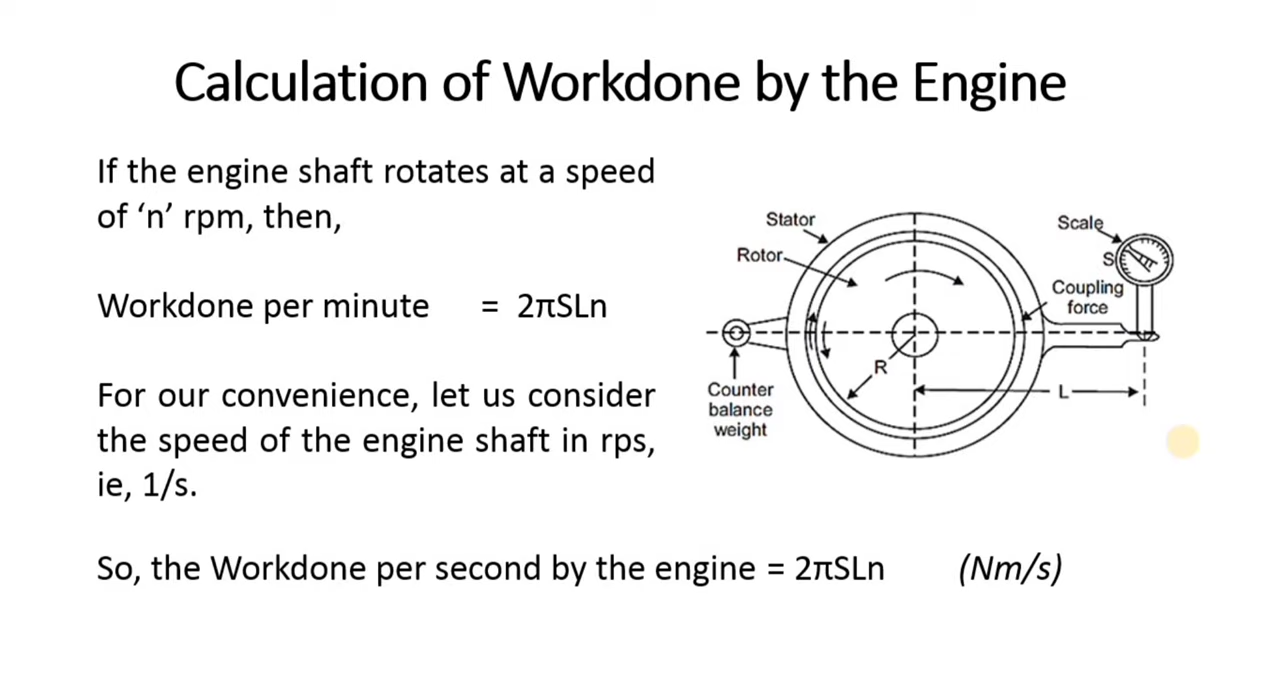 Calculation of Workdone by the Engine
If the engine shaft rotates at a speed
of ‘n’ rpm, then,
Workdone per minute = 2πSLn
For our convenience, let us consider
the speed of the engine shaft in rps,
ie, 1/s.
So, the Workdone per second by the engine = 2πSLn (Nm/s)
Stator
Rotor
Scale
S
Coupling
force
R
L
Counter
balance
weight